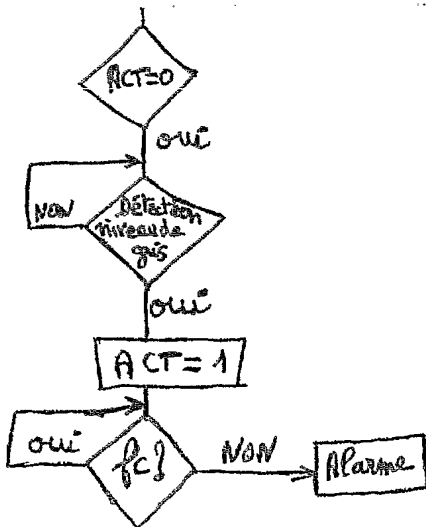 ACT=0
oui
NON
Détection
niveau de
gris
oui
ACT=1
oui
fc?
NON
Alarme